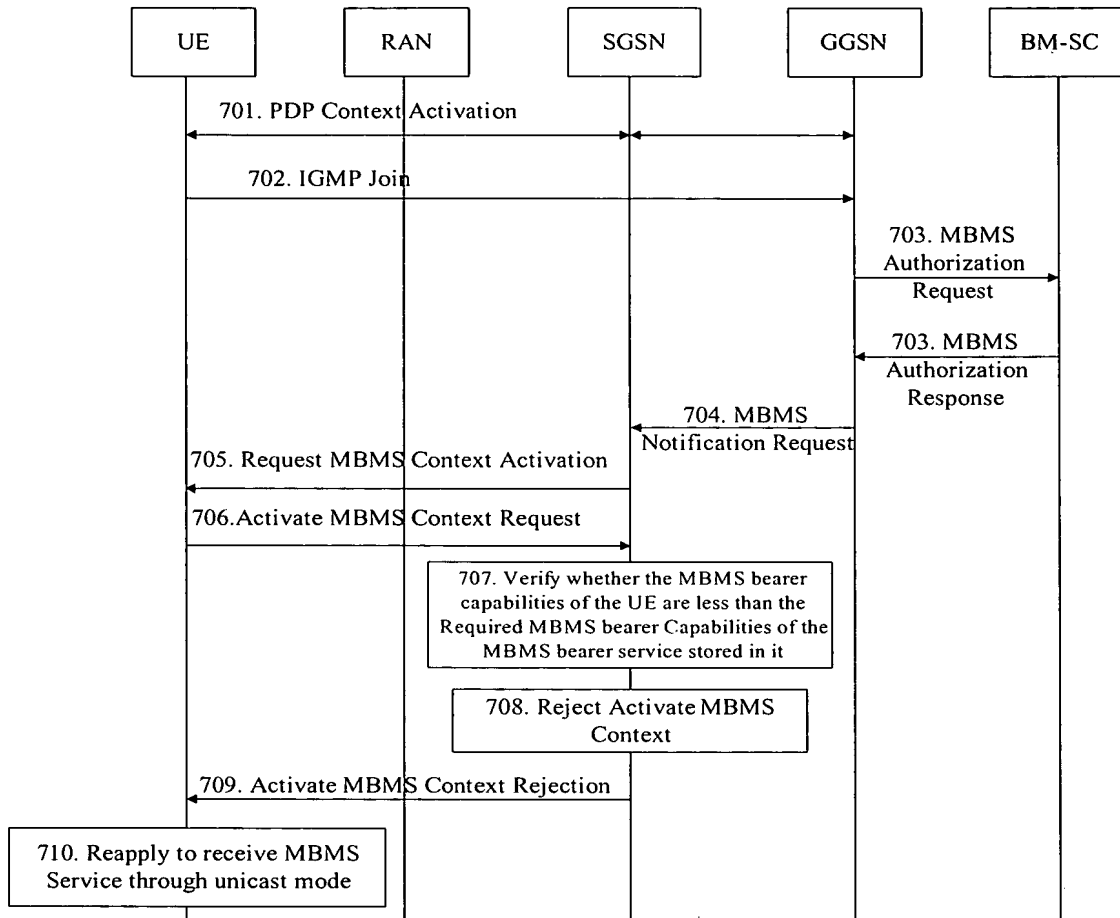 UE
RAN
SGSN
GGSN
BM-SC
701. PDP Context Activation
702. IGMP Join
703. MBMS
Authorization
Request
703. MBMS
Authorization
Response
704. MBMS
Notification Request
705. Request MBMS Context Activation
706.Activate MBMS Context Request
707. Verify whether the MBMS bearer
capabilities of the UE are less than the
Required MBMS bearer Capabilities of the
MBMS bearer service stored in it
708. Reject Activate MBMS
Context
709. Activate MBMS Context Rejection
710. Reapply to receive MBMS
Service through unicast mode